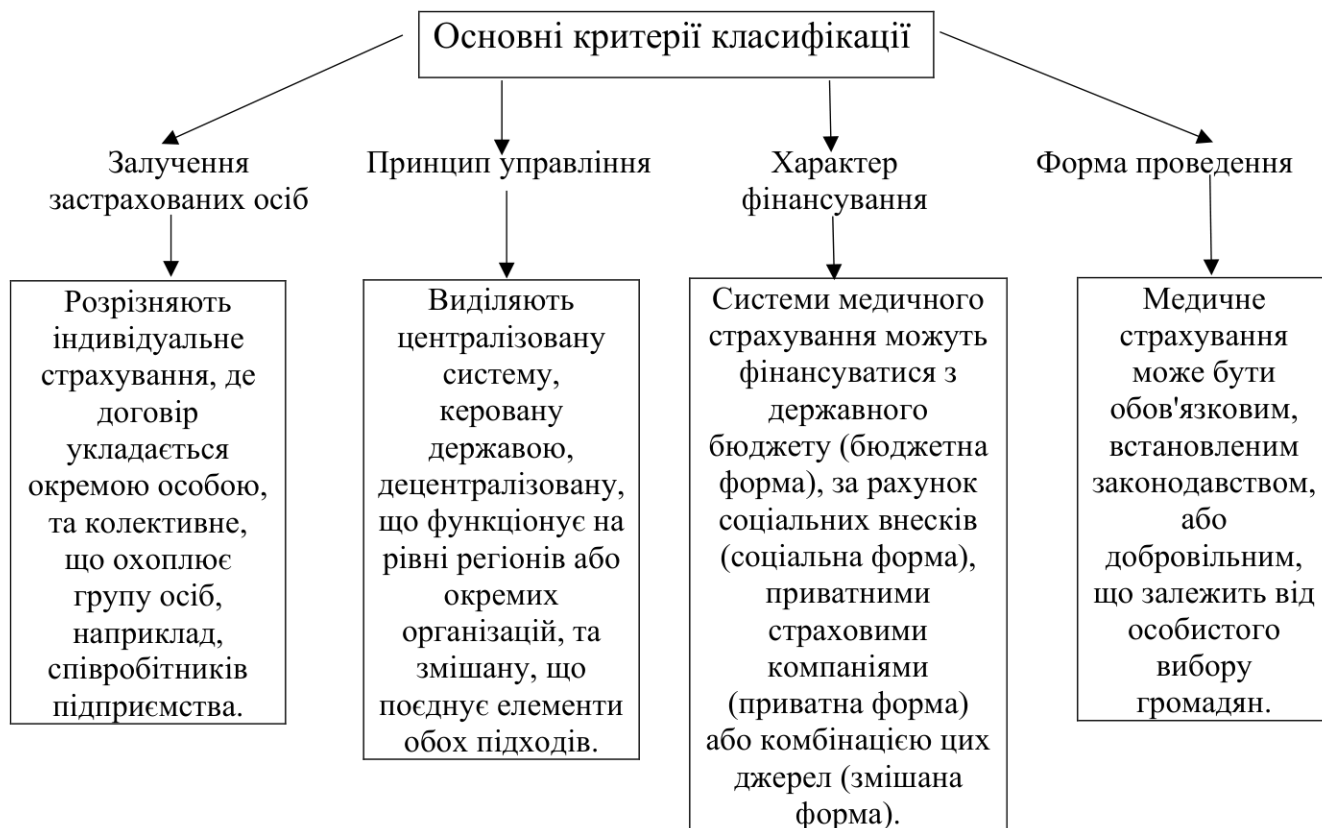 Основні критерії класифікації
Залучення
застрахованих осіб
Принцип управління
Характер
фінансування
Форма проведення
Розрізняють
індивідуальне
страхування, де
договір
укладається
окремою особою,
та колективне,
що охоплює
групу осіб,
наприклад,
співробітників
підприємства.
Виділяють
централізовану
систему,
керовану
державою,
децентралізовану,
що функціонує на
рівні регіонів або
окремих
організацій, та
змішану, що
поєднує елементи
обох підходів.
Системи медичного
страхування можуть
фінансуватися з
державного
бюджету (бюджетна
форма), за рахунок
соціальних внесків
(соціальна форма),
приватними
страховими
компаніями
(приватна форма)
або комбінацією цих
джерел (змішана
форма).
Медичне
страхування
може бути
обов'язковим,
встановленим
законодавством,
або
добровільним,
що залежить від
особистого
вибору
громадян.